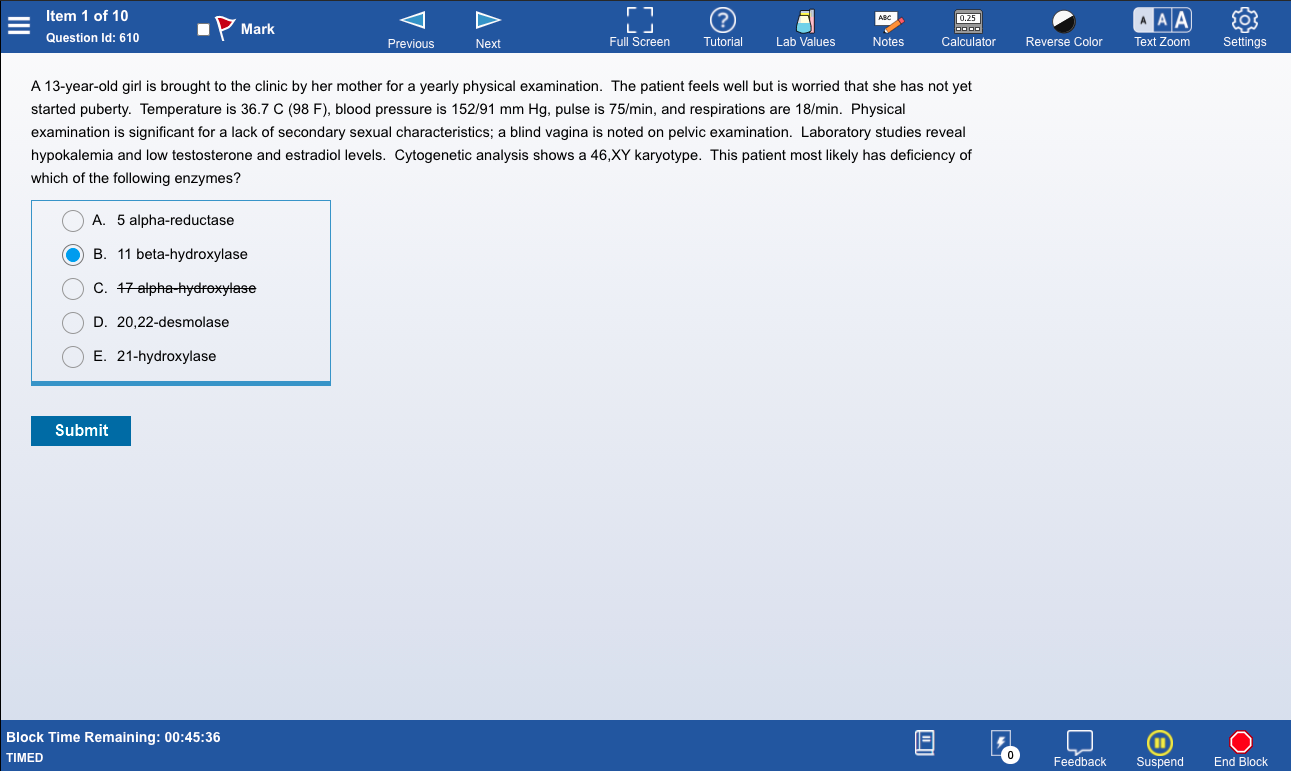 Item 1 of 10
Question Id: 610
Mark
Previous
Next
Full Screen
Tutorial
Lab Values
ABC
Notes
0.25
Calculator
Reverse Color
A A A
Text Zoom
Settings
A 13-year-old girl is brought to the clinic by her mother for a yearly physical examination.  The patient feels well but is worried that she has not yet
started puberty.  Temperature is 36.7 C (98 F), blood pressure is 152/91 mm Hg, pulse is 75/min, and respirations are 18/min.  Physical
examination is significant for a lack of secondary sexual characteristics; a blind vagina is noted on pelvic examination.  Laboratory studies reveal
hypokalemia and low testosterone and estradiol levels.  Cytogenetic analysis shows a 46,XY karyotype.  This patient most likely has deficiency of
which of the following enzymes?
A. 5 alpha-reductase
B. 11 beta-hydroxylase
C. 17 alpha-hydroxylase
D. 20,22-desmolase
E. 21-hydroxylase
Submit
Block Time Remaining: 00:45:36
TIMED
0
Feedback
Suspend
End Block